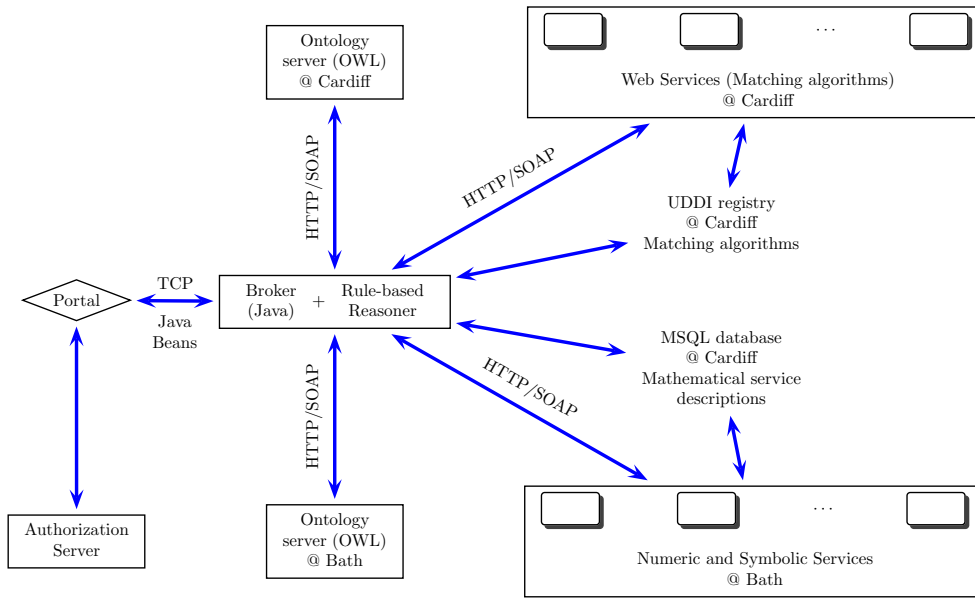 Ontology
server (OWL)
@ Cardiff
· · ·
Web Services (Matching algorithms)
@ Cardiff
HTTP/SOAP
HTTP/SOAP
UDDI registry
@ Cardiff
Matching algorithms
Portal
TCP
Java
Beans
Broker
(Java)
+
Rule-based
Reasoner
MSQL database
@ Cardiff
Mathematical service
descriptions
HTTP/SOAP
HTTP/SOAP
Authorization
Server
Ontology
server (OWL)
@ Bath
· · ·
Numeric and Symbolic Services
@ Bath